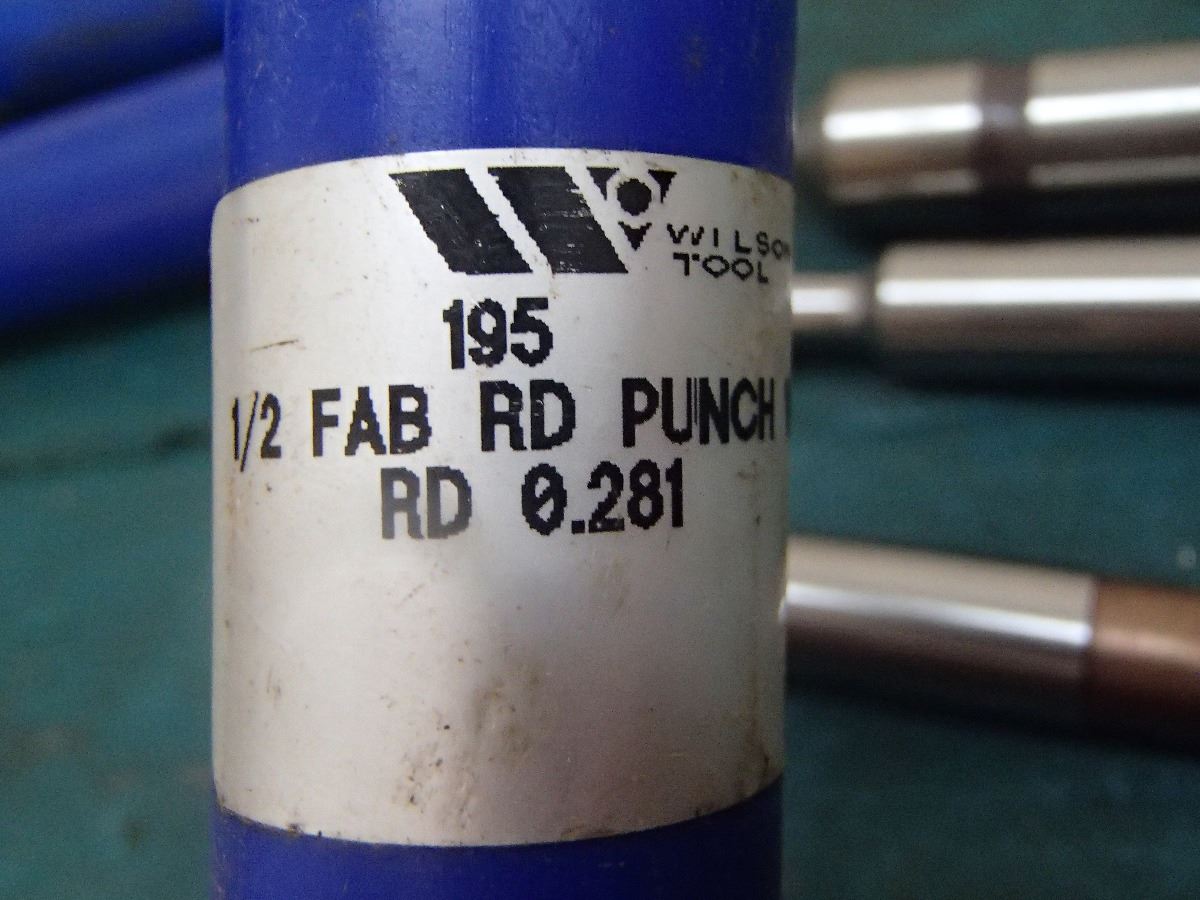 WILSON
TOOL
195
1/2 FAB RD PUNCH
RD 0.281